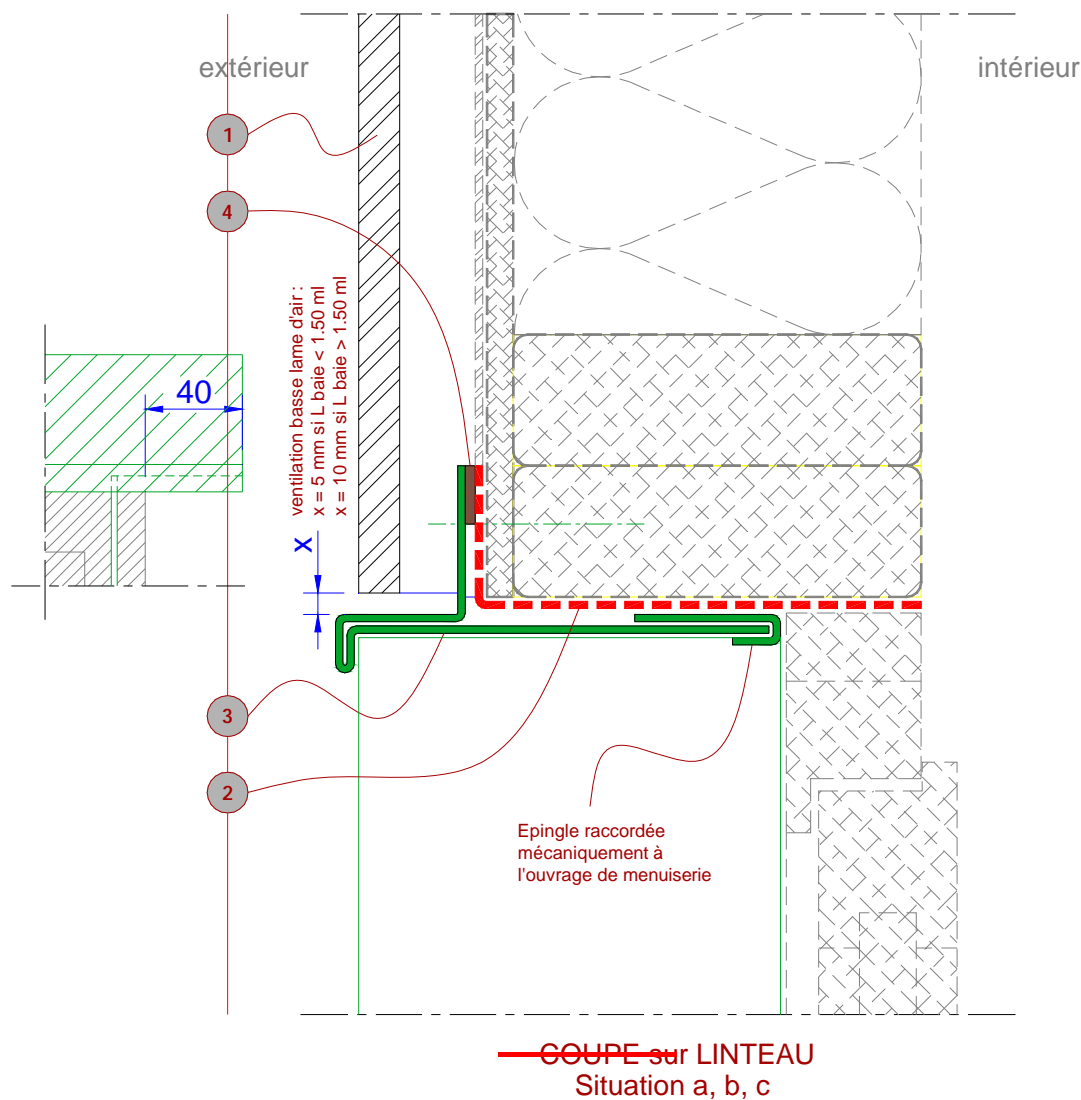 extérieur
intérieur
1
4
ventilation basse lame d'air :
x = 5 mm si L baie < 1.50 ml
x = 10 mm si L baie > 1.50 ml
40
X
3
2
Epingle raccordée
mécaniquement à
l'ouvrage de menuiserie
COUPE sur LINTEAU
Situation a, b, c